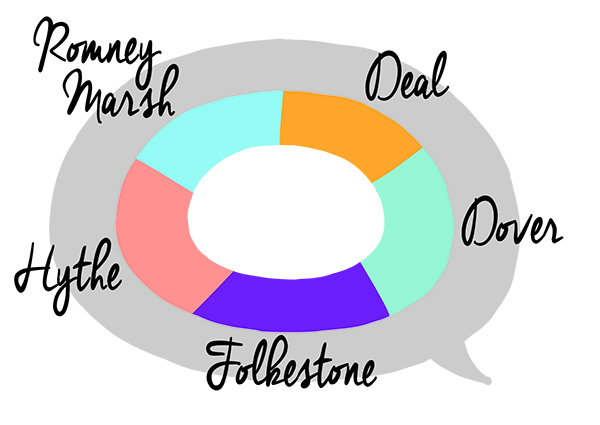 Romney
Marsh
Deal
Dover
Hythe
Folkestone